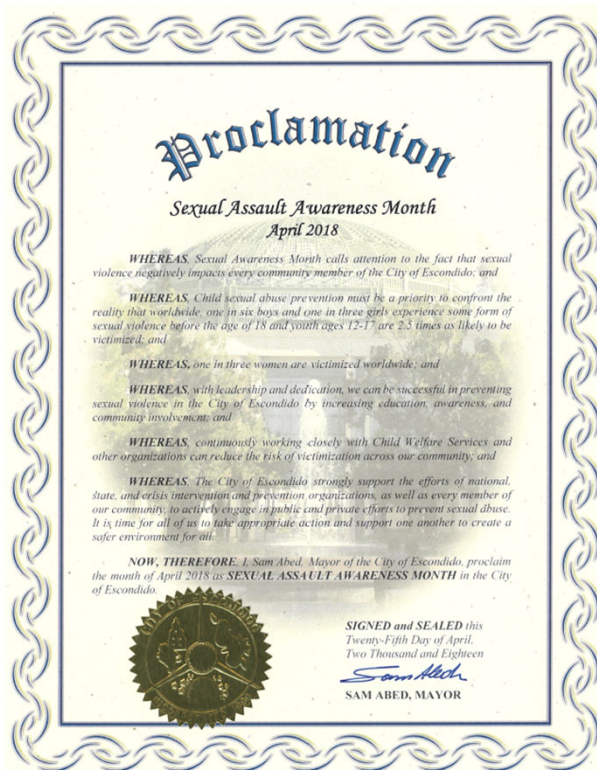 Proclamation
Sexual Assault Awareness Month
April 2018
WHEREAS, Sexual Awareness Month calls attention to the fact that sexual
violence negatively impacts every community member of the City of Escondido; and
WHEREAS, Child sexual abuse prevention must be a priority to confront the
reality that worldwide, one in six boys and one in three girls experience some form of
sexual violence before the age of 18 and youth ages 12-17 are 2.5 times as likely to be
victimized; and
WHEREAS, one in three women are victimized worldwide; and
WHEREAS, with leadership and dedication, we can be successful in preventing
sexual violence in the City of Escondido by increasing education, awareness, and
community involvement; and
WHEREAS, continuously working closely with Child Welfare Services and
other organizations can reduce the risk of victimization across our community; and
WHEREAS, The City of Escondido strongly support the efforts of national,
state, and crisis intervention and prevention organizations, as well as every member of
our community, to actively engage in public and private efforts to prevent sexual abuse.
It is time for all of us to take appropriate action and support one another to create a
safer environment for all.
NOW, THEREFORE, I, Sam Abed, Mayor of the City of Escondido, proclaim
the month of April 2018 as SEXUAL ASSAULT AWARENESS MONTH in the City
of Escondido.
SIGNED and SEALED this
Twenty-Fifth Day of April,
Two Thousand and Eighteen
Sam Abed
SAM ABED, MAYOR